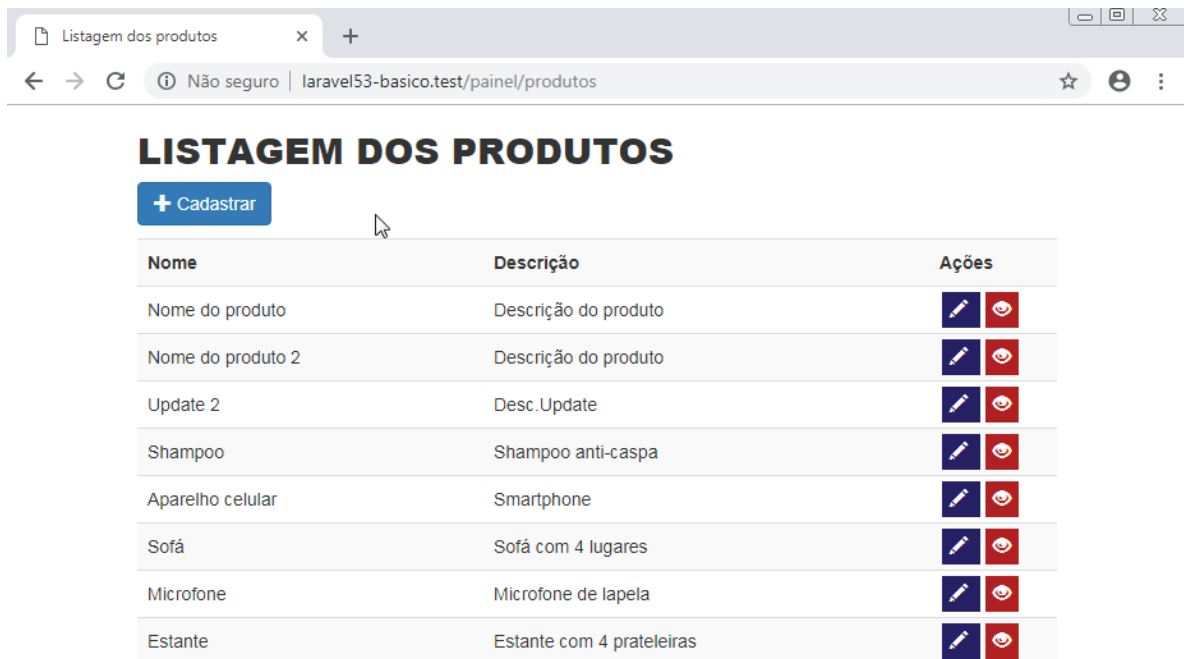 Listagem dos produtos
Não seguro | laravel53-basico.test/painel/produtos
LISTAGEM DOS PRODUTOS
Cadastrar
Nome Descrição Ações
Nome do produto Descrição do produto
Nome do produto 2 Descrição do produto
Update 2 Desc.Update
Shampoo Shampoo anti-caspa
Aparelho celular Smartphone
Sofá Sofá com 4 lugares
Microfone Microfone de lapela
Estante Estante com 4 prateleiras